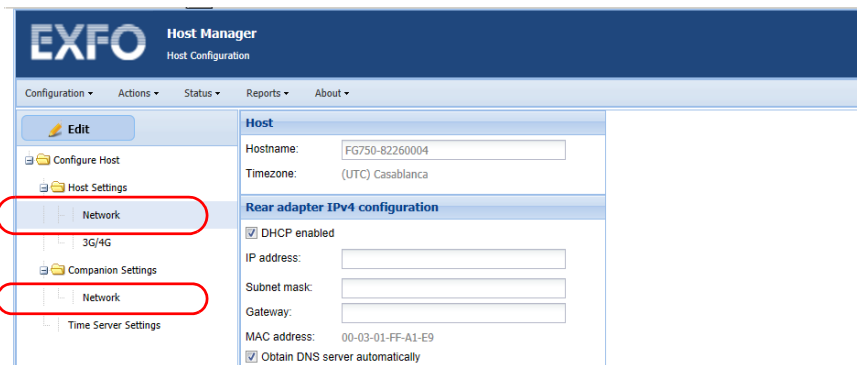 EXFO
Host Manager
Host Configuration
Configuration Actions Status Reports About
Edit
Configure Host
Host Settings
Network
3G/4G
Companion Settings
Network
Time Server Settings
Host
Hostname: FG750-82260004
Timezone: (UTC) Casablanca
Rear adapter IPv4 configuration
DHCP enabled
IP address:
Subnet mask:
Gateway:
MAC address: 00-03-01-FF-A1-E9
Obtain DNS server automatically